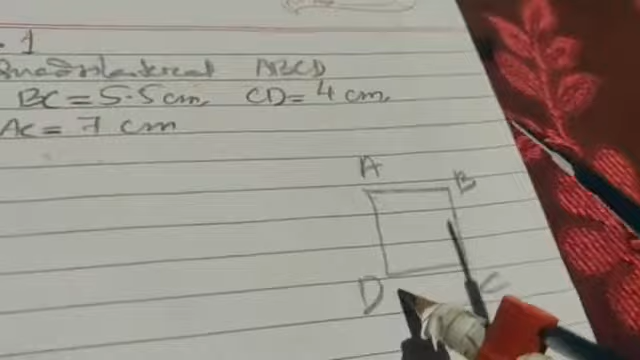 . 1
Quadrilateral ABCD
BC = 5.5 cm, CD = 4 cm,
AC = 7 cm
A
B
D
C